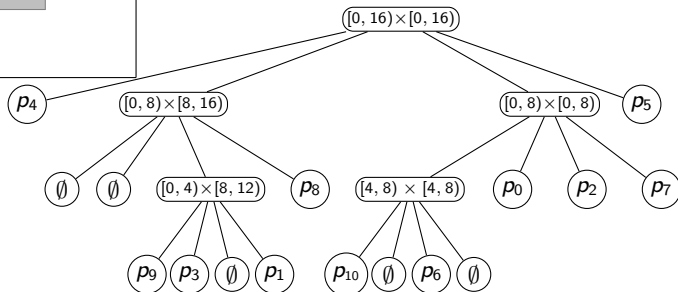 [0, 16)×[0, 16)
p4 [0, 8)×[8, 16) [0, 8)×[0, 8) p5
∅ ∅ [0, 4)×[8, 12) p8 [4, 8) × [4, 8) p0 p2 p7
p9 p3 ∅ p1 p10 ∅ p6 ∅